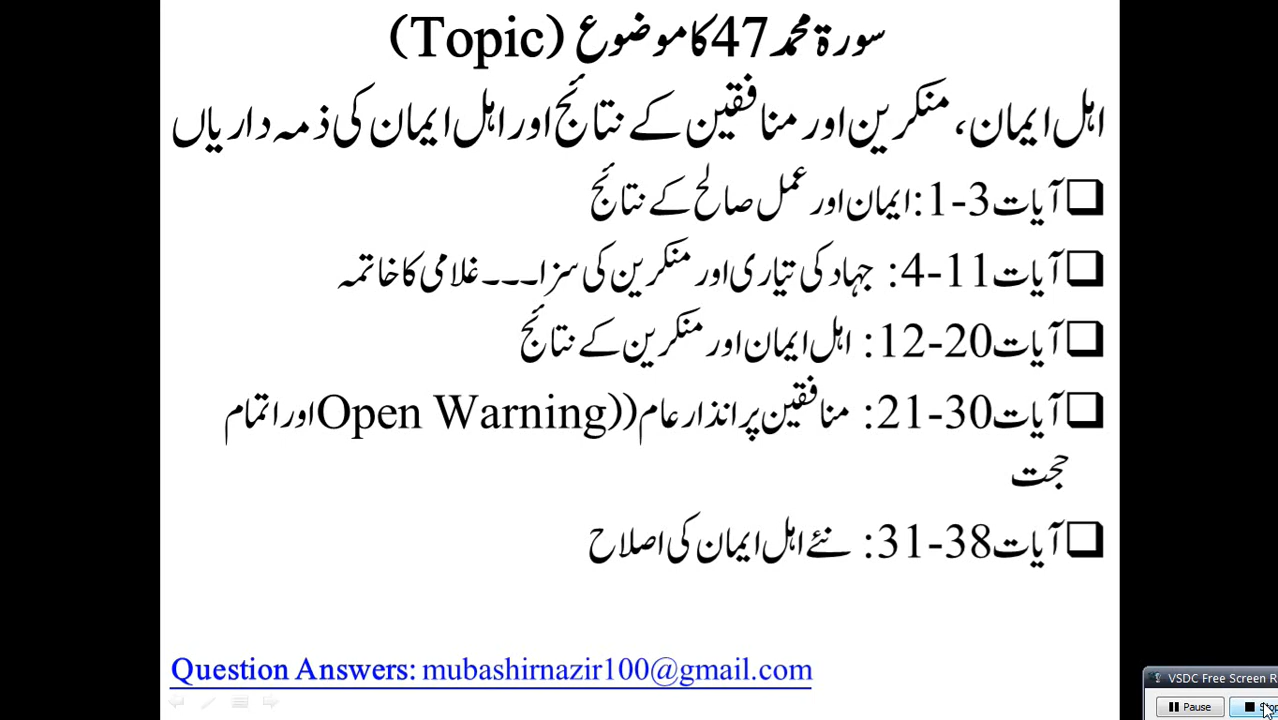 سورۃ محمد 47 کا موضوع (Topic)
اہل ایمان، منکرین اور منافقین کے نتائج اور اہل ایمان کی ذمہ داریاں
آیات 3-1: ایمان اور عمل صالح کے نتائج
آیات 11-4: جہاد کی تیاری اور منکرین کی سزا۔۔۔ غلامی کا خاتمہ
آیات 20-12: اہل ایمان اور منکرین کے نتائج
آیات 30-21: منافقین پر انذار عام ((Open Warning اور اتمام
حجت
آیات 38-31: نئے اہل ایمان کی اصلاح
Question Answers: mubashirnazir100@gmail.com
VSDC Free Screen R
Pause